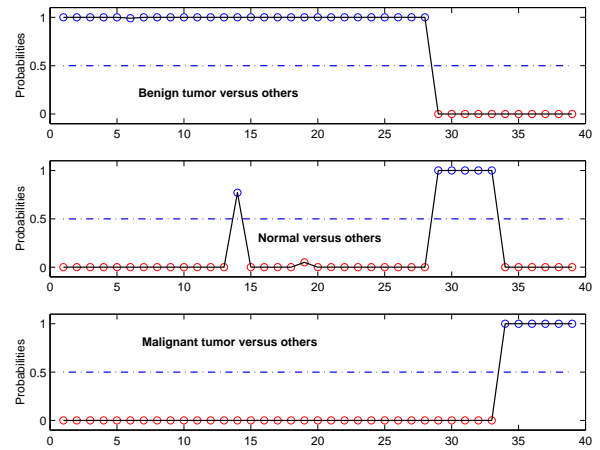 1
0.5
0
Probabilities
Benign tumor versus others
0 5 10 15 20 25 30 35 40
1
0.5
0
Probabilities
Normal versus others
0 5 10 15 20 25 30 35 40
1
0.5
0
Probabilities
Malignant tumor versus others
0 5 10 15 20 25 30 35 40